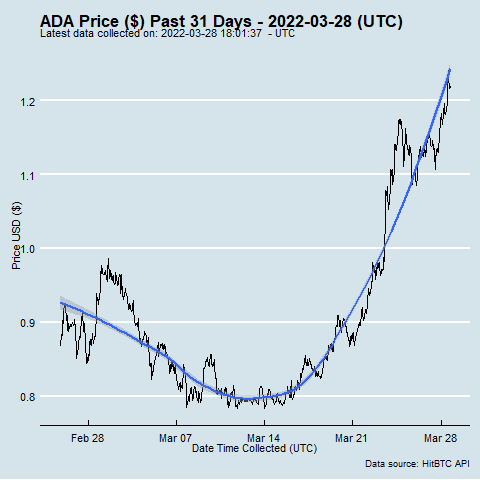 ADA Price ($) Past 31 Days - 2022-03-28 (UTC)
Latest data collected on: 2022-03-28 18:01:37 - UTC
Price USD ($)
1.2
1.1
1.0
0.9
0.8
Feb 28
Mar 07
Mar 14
Mar 21
Mar 28
Date Time Collected (UTC)
Data source: HitBTC API